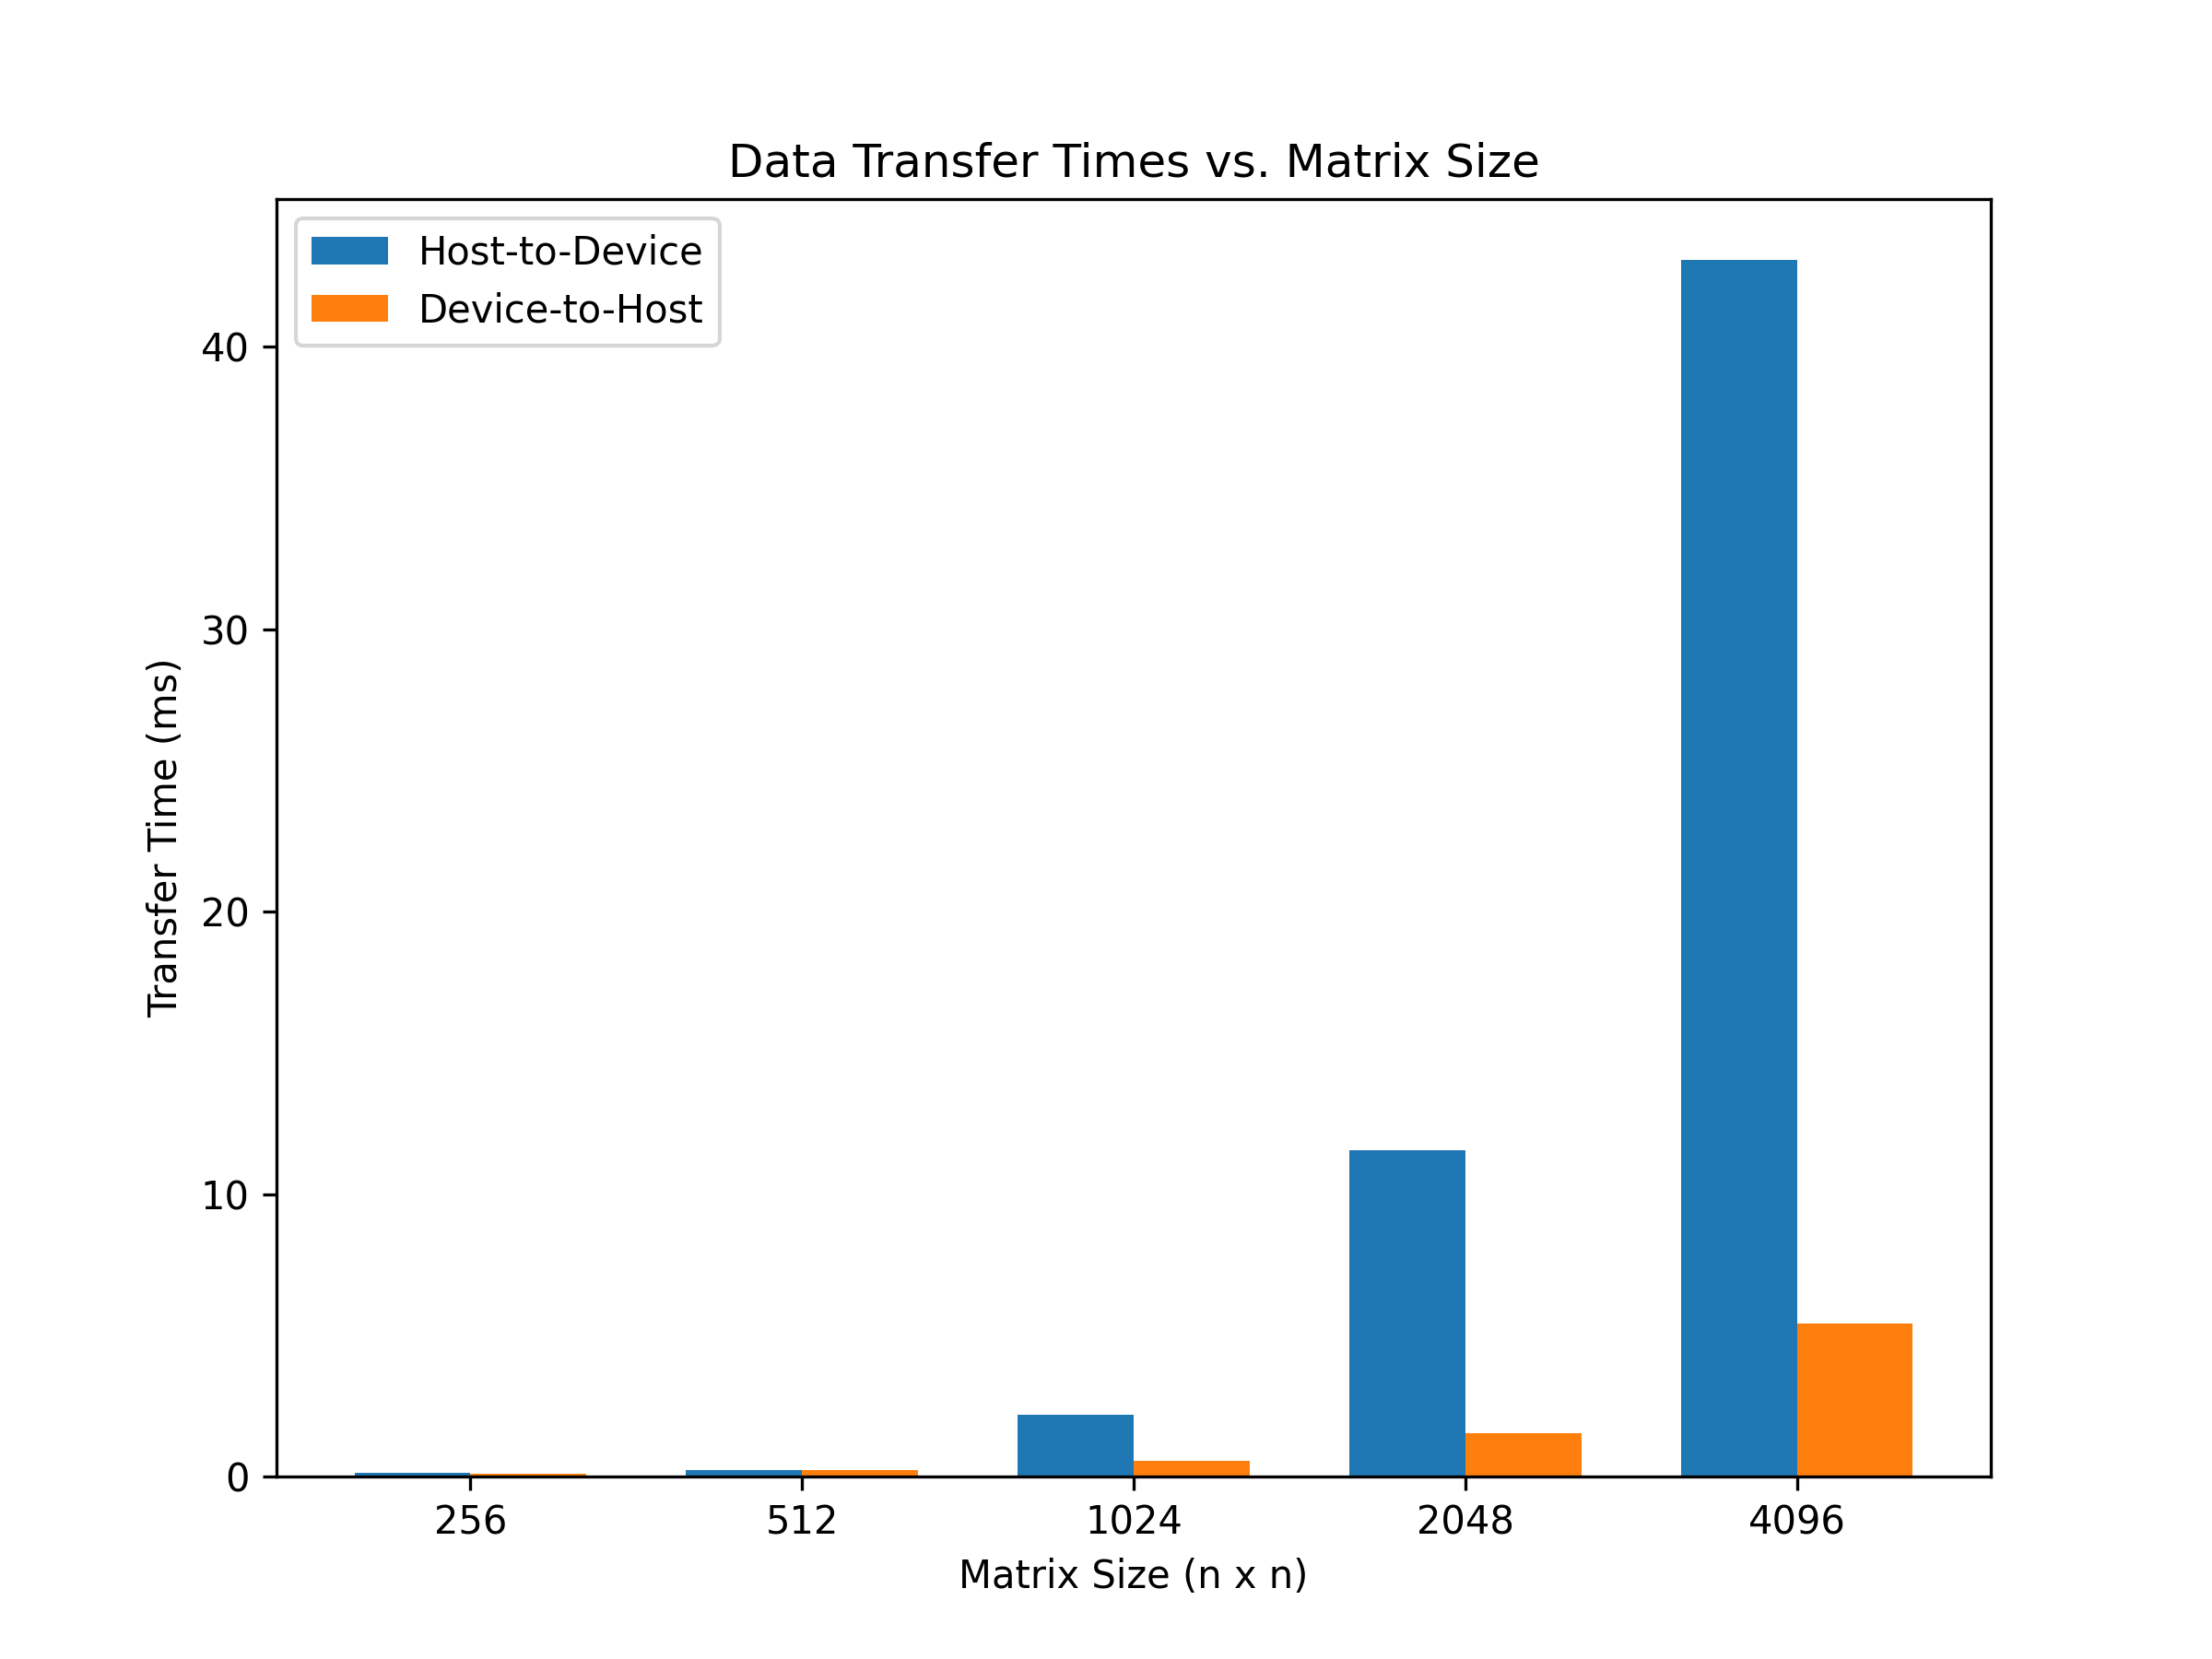 Data Transfer Times vs. Matrix Size
Host-to-Device
Device-to-Host
Transfer Time (ms)
40
30
20
10
0
256 512 1024 2048 4096
Matrix Size (n x n)